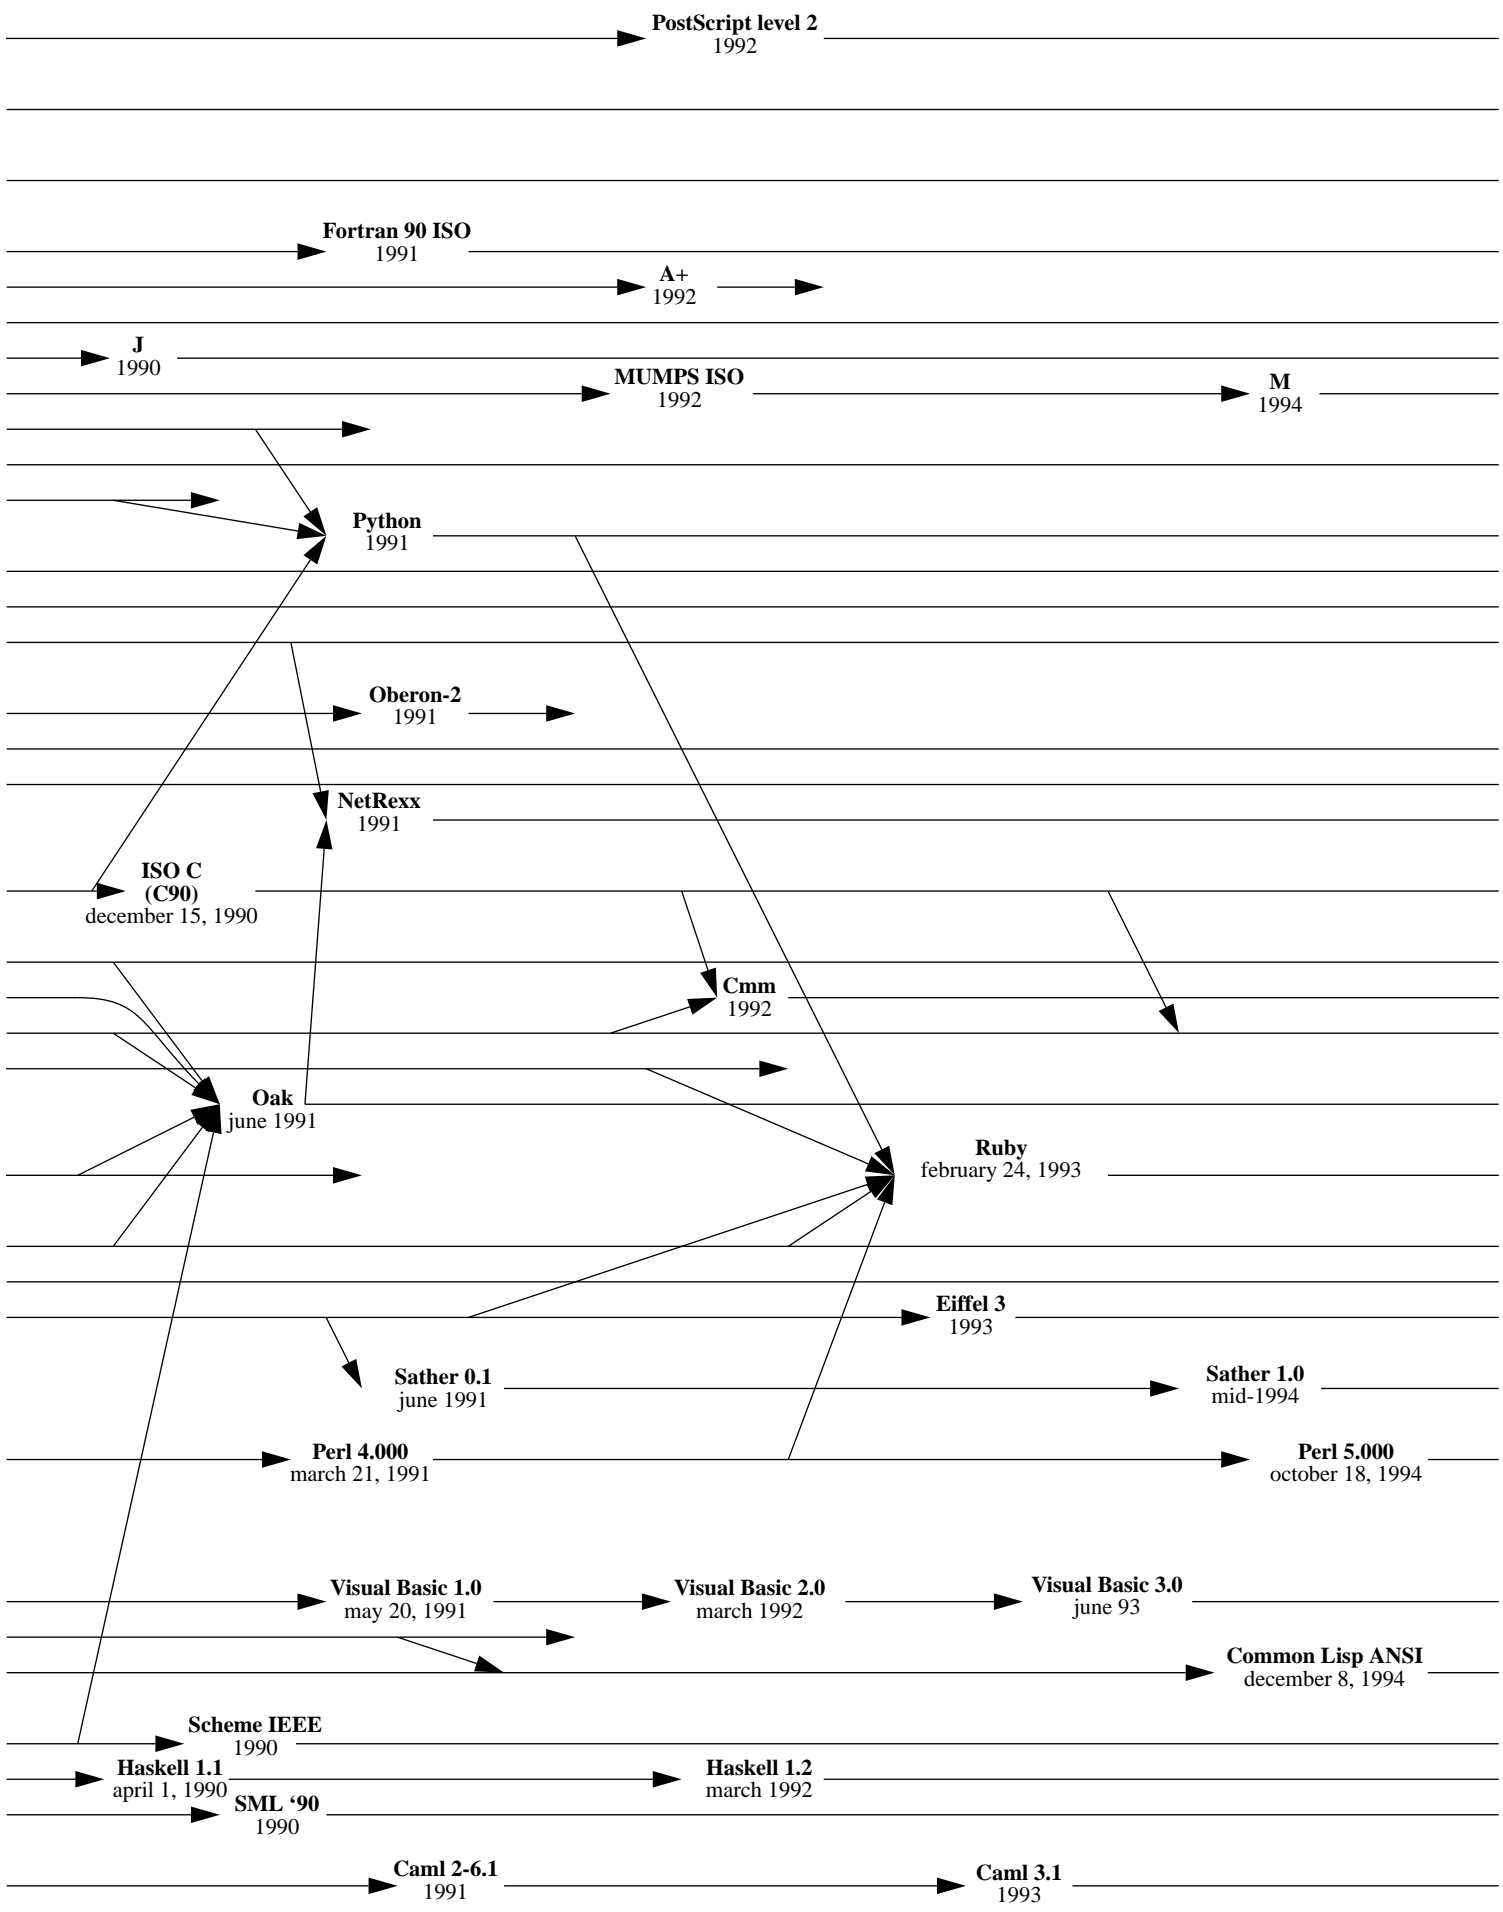 PostScript level 2
1992
Fortran 90 ISO
1991
A+
1992
J
1990
MUMPS ISO
1992
M
1994
Python
1991
Oberon-2
1991
NetRexx
1991
ISO C
(C90)
december 15, 1990
Cmm
1992
Oak
june 1991
Ruby
february 24, 1993
Eiffel 3
1993
Sather 0.1
june 1991
Sather 1.0
mid-1994
Perl 4.000
march 21, 1991
Perl 5.000
october 18, 1994
Visual Basic 1.0
may 20, 1991
Visual Basic 2.0
march 1992
Visual Basic 3.0
june 93
Common Lisp ANSI
december 8, 1994
Scheme IEEE
1990
Haskell 1.1
april 1, 1990
Haskell 1.2
march 1992
SML ‘90
1990
Caml 2-6.1
1991
Caml 3.1
1993